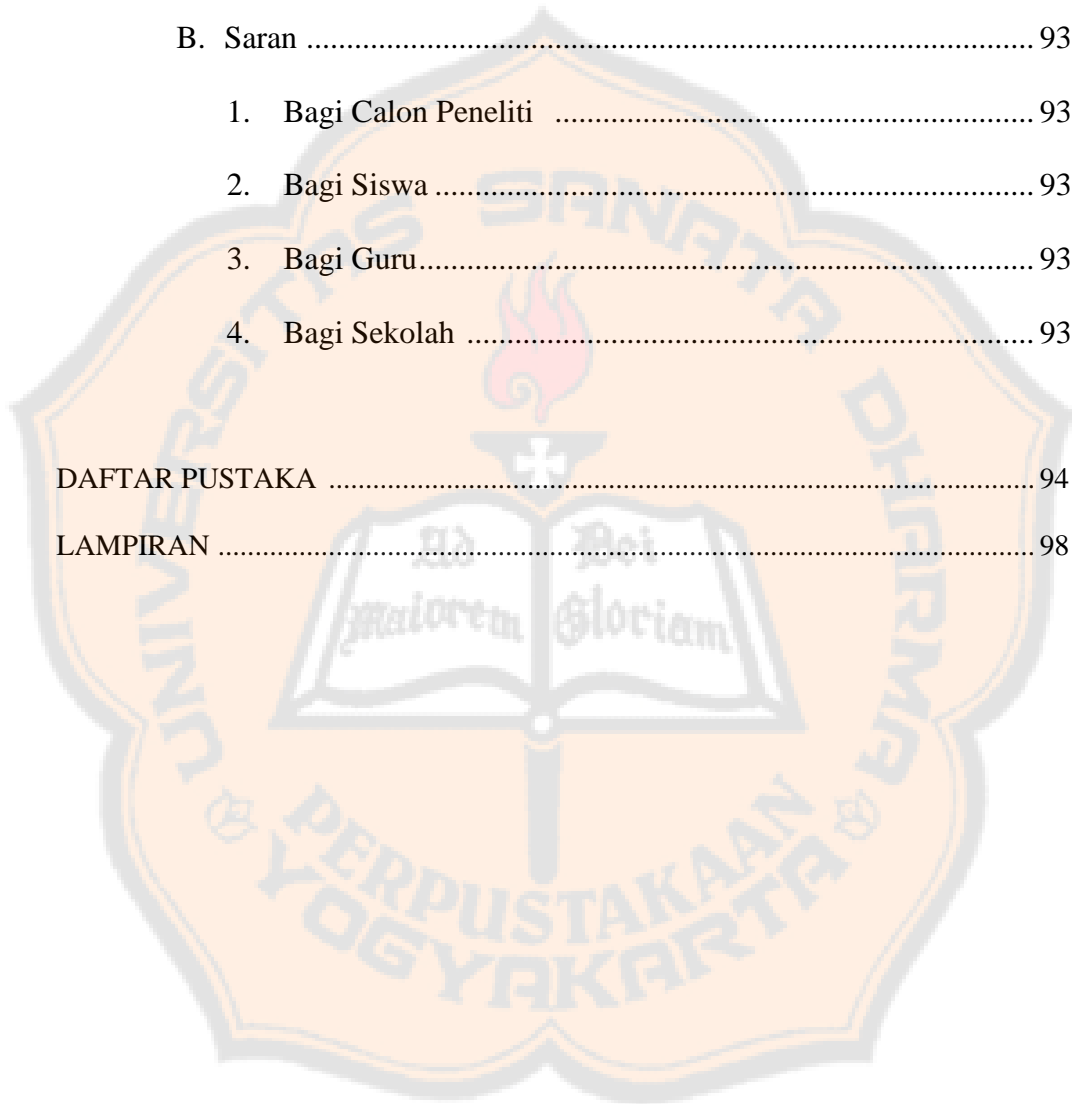 B. Saran ........................................................................................... 93
1. Bagi Calon Peneliti ............................................................ 93
2. Bagi Siswa ........................................................................... 93
3. Bagi Guru............................................................................. 93
4. Bagi Sekolah ....................................................................... 93
DAFTAR PUSTAKA ........................................................................................... 94
LAMPIRAN ......................................................................................................... 98
UNIVERSITAS SANATA DHARMA
Ad Dei
Maiorem Gloriam
PERPUSTAKAAN
YOGYAKARTA